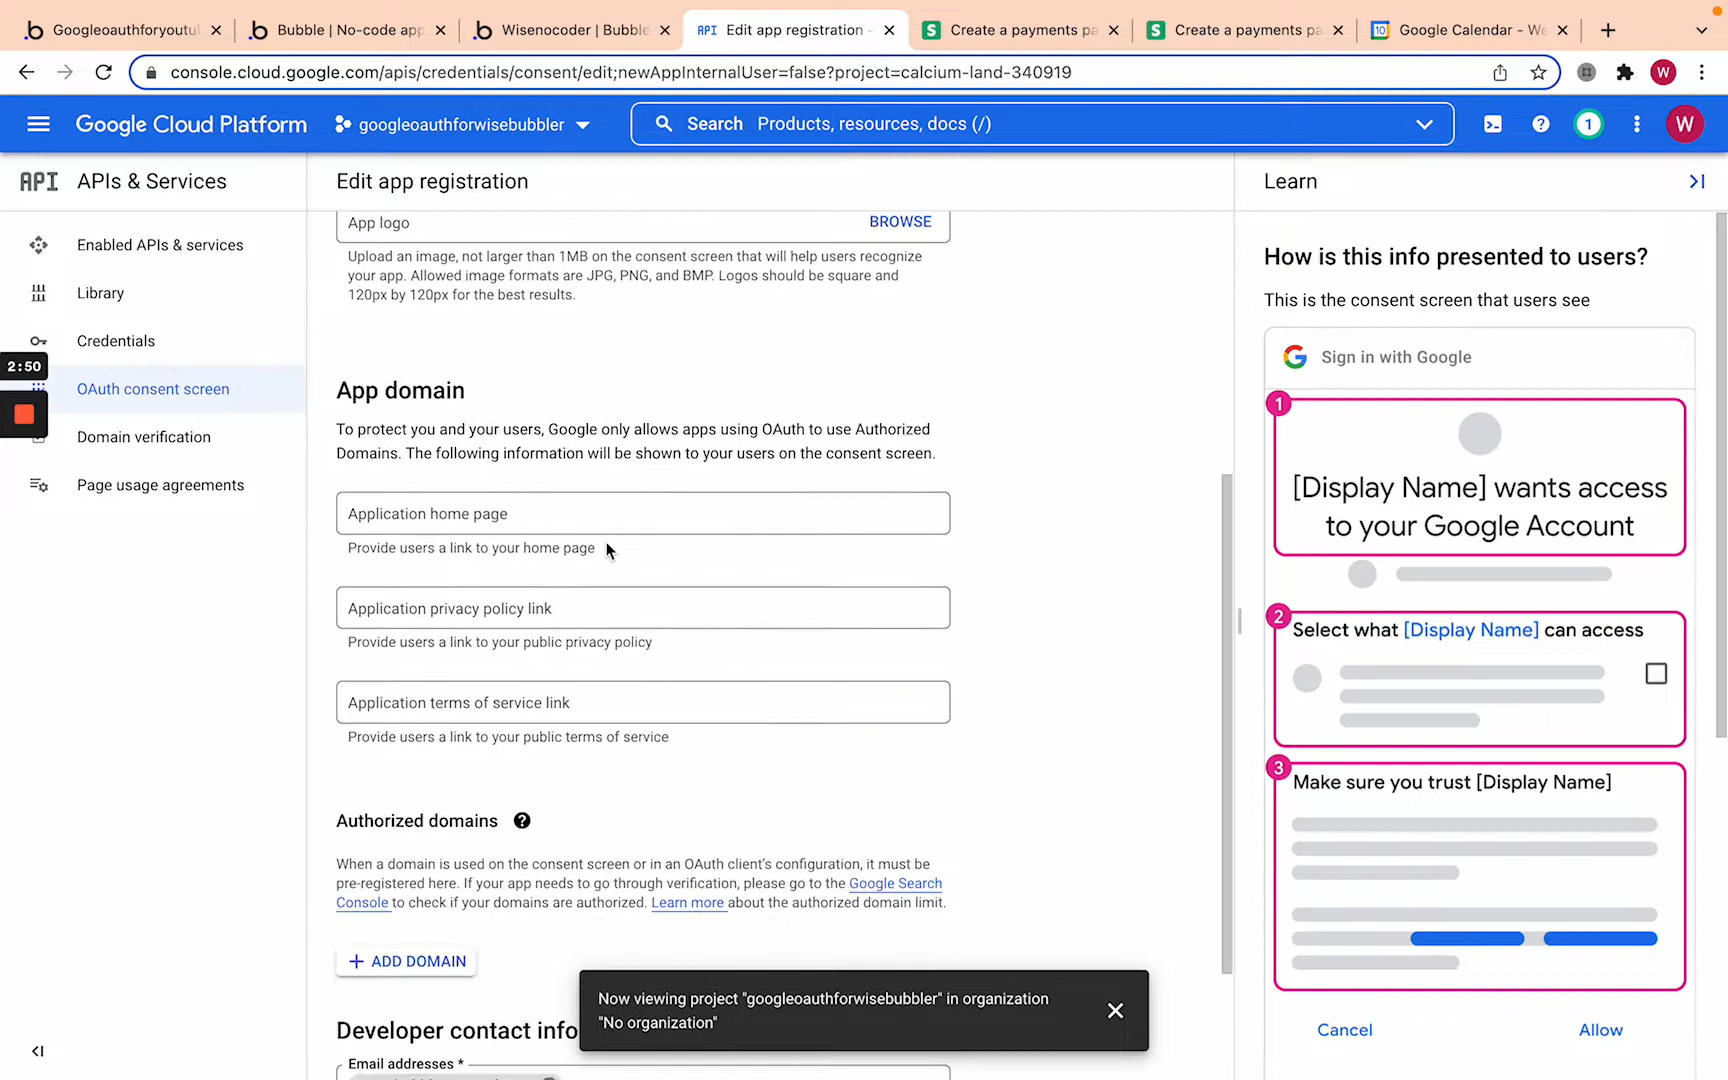 Googleoauthforyoutu
Bubble | No-code app
Wisenocoder | Bubble
API Edit app registration -
S Create a payments pa
S Create a payments pa
10 Google Calendar - We
console.cloud.google.com/apis/credentials/consent/edit;newAppInternalUser=false?project=calcium-land-340919
W
Google Cloud Platform
googleoauthforwisebubbler
Search Products, resources, docs (/)
1
W
API APIs & Services
Edit app registration
Learn
Enabled APIs & services
Library
Credentials
2:50
OAuth consent screen
Domain verification
Page usage agreements
App logo
BROWSE
Upload an image, not larger than 1MB on the consent screen that will help users recognize
your app. Allowed image formats are JPG, PNG, and BMP. Logos should be square and
120px by 120px for the best results.
App domain
To protect you and your users, Google only allows apps using OAuth to use Authorized
Domains. The following information will be shown to your users on the consent screen.
Application home page
Provide users a link to your home page
Application privacy policy link
Provide users a link to your public privacy policy
Application terms of service link
Provide users a link to your public terms of service
Authorized domains
When a domain is used on the consent screen or in an OAuth client's configuration, it must be
pre-registered here. If your app needs to go through verification, please go to the Google Search
Console to check if your domains are authorized. Learn more about the authorized domain limit.
+ ADD DOMAIN
Developer contact info
Email addresses *
Now viewing project "googleoauthforwisebubbler" in organization
"No organization"
How is this info presented to users?
This is the consent screen that users see
Sign in with Google
1
[Display Name] wants access
to your Google Account
2
Select what [Display Name] can access
3
Make sure you trust [Display Name]
Cancel
Allow